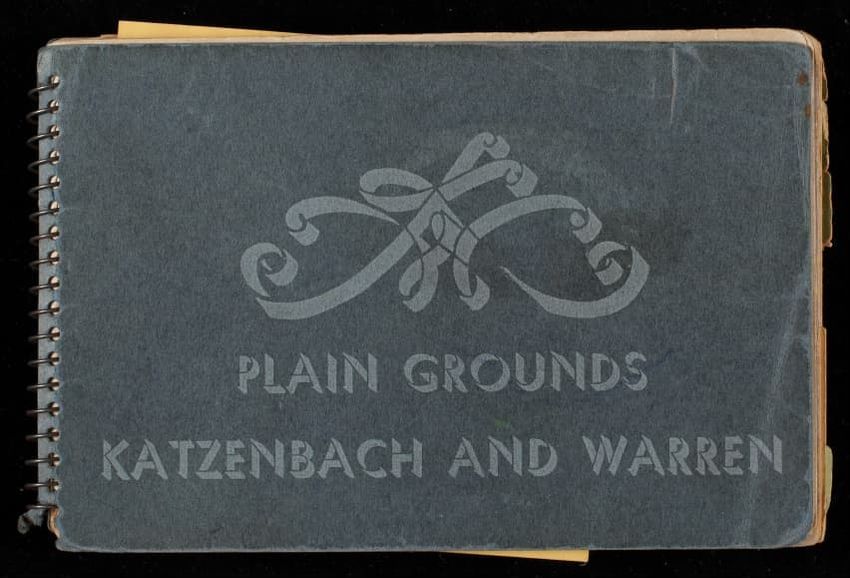 PLAIN GROUNDS
KATZENBACH AND WARREN